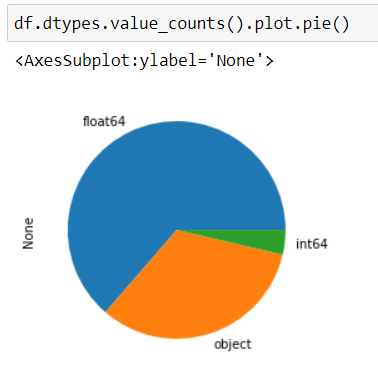 df.dtypes.value_counts().plot.pie()
<AxesSubplot:ylabel='None'>
float64
None
int64
object